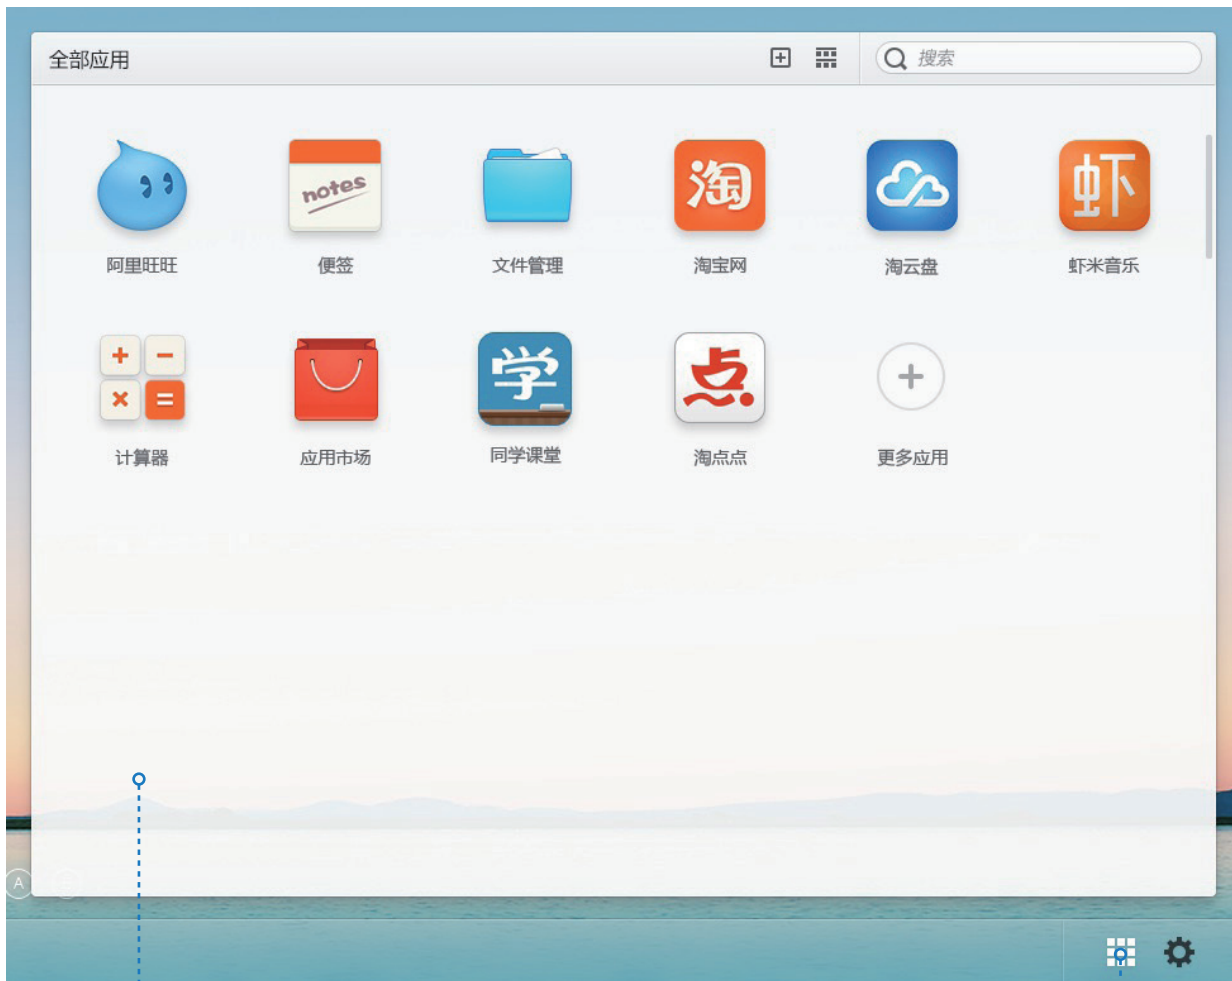 全部应用
搜索
notes
淘
虾
阿里旺旺
便签
文件管理
淘宝网
淘云盘
虾米音乐
学
点
计算器
应用市场
同学课堂
淘点点
更多应用
A